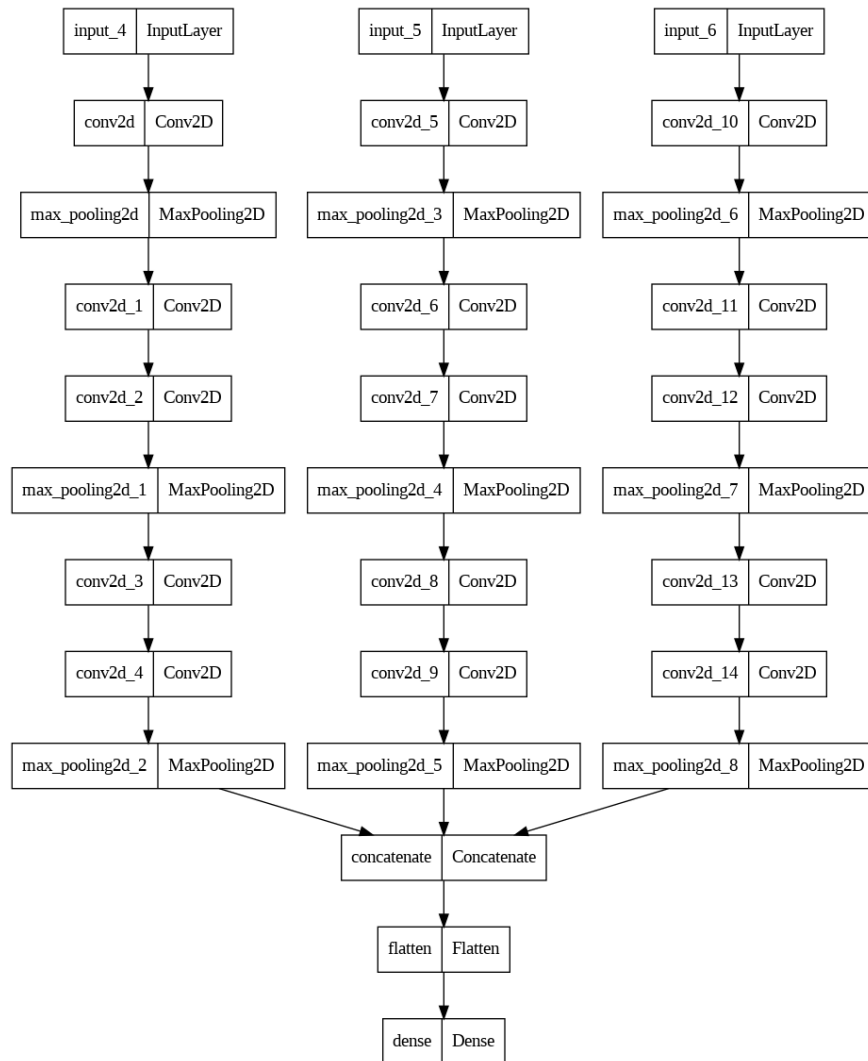 input_4 InputLayer input_5 InputLayer input_6 InputLayer
conv2d Conv2D conv2d_5 Conv2D conv2d_10 Conv2D
max_pooling2d MaxPooling2D max_pooling2d_3 MaxPooling2D max_pooling2d_6 MaxPooling2D
conv2d_1 Conv2D conv2d_6 Conv2D conv2d_11 Conv2D
conv2d_2 Conv2D conv2d_7 Conv2D conv2d_12 Conv2D
max_pooling2d_1 MaxPooling2D max_pooling2d_4 MaxPooling2D max_pooling2d_7 MaxPooling2D
conv2d_3 Conv2D conv2d_8 Conv2D conv2d_13 Conv2D
conv2d_4 Conv2D conv2d_9 Conv2D conv2d_14 Conv2D
max_pooling2d_2 MaxPooling2D max_pooling2d_5 MaxPooling2D max_pooling2d_8 MaxPooling2D
concatenate Concatenate
flatten Flatten
dense Dense